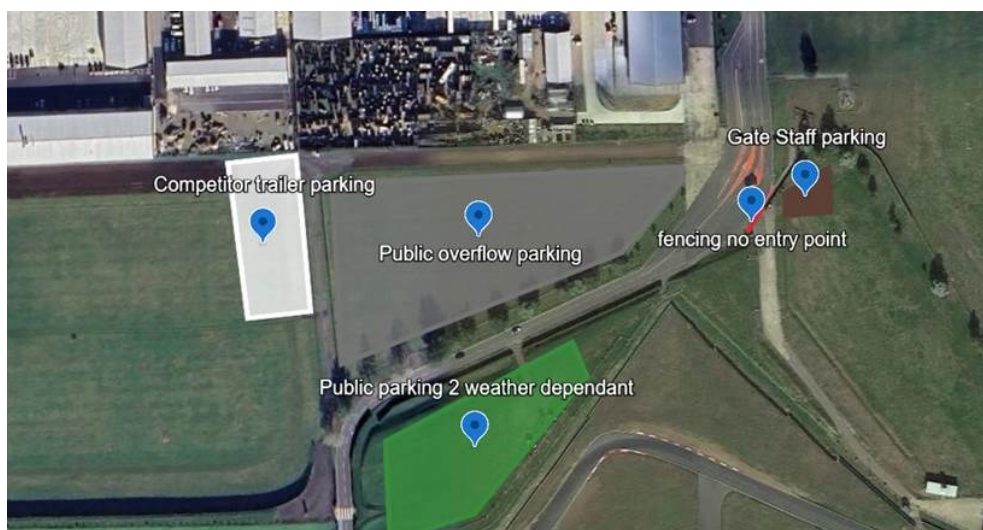 Gate Staff parking
Competitor trailer parking
fencing no entry point
Public overflow parking
Public parking 2 weather dependant